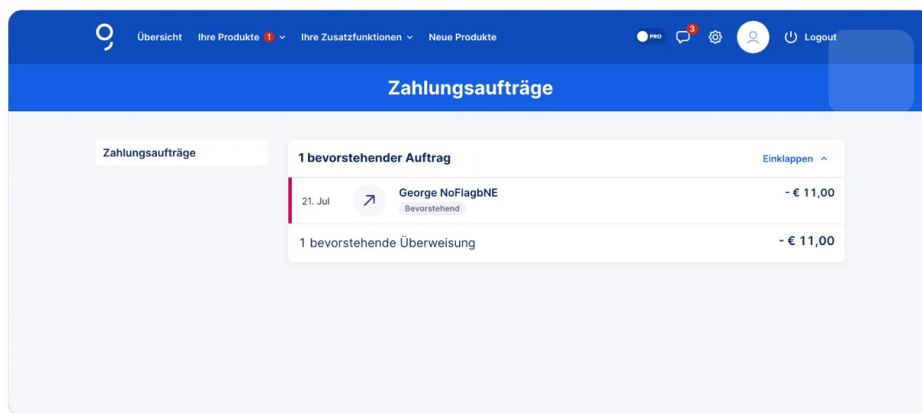 Übersicht Ihre Produkte 1 Ihre Zusatzfunktionen Neue Produkte PRO 3 Logout
Zahlungsaufträge
Zahlungsaufträge
1 bevorstehender Auftrag Einklappen
21. Jul George NoFlagbNE - € 11,00
Bevorstehend
1 bevorstehende Überweisung - € 11,00